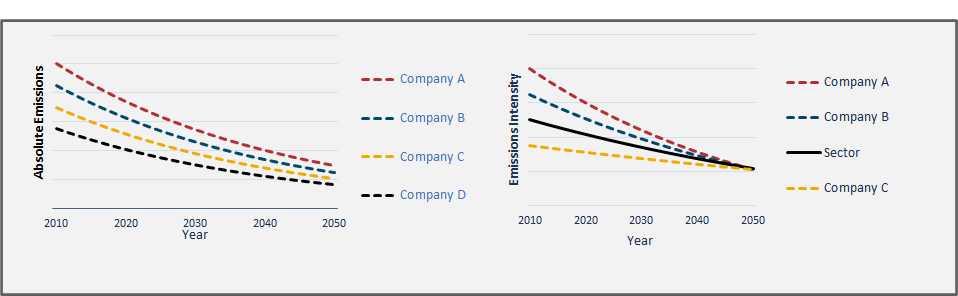 Absolute Emissions
Company A
Company B
Company C
Company D
2010 2020 2030 2040 2050
Year
Emissions Intensity
Company A
Company B
Sector
Company C
2010 2020 2030 2040 2050
Year